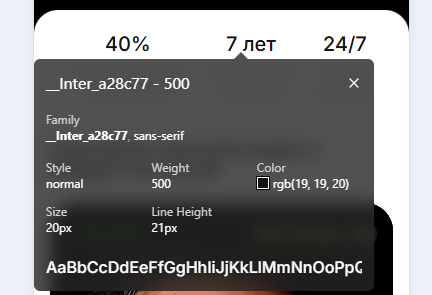 40% 7 лет 24/7
__Inter_a28c77 - 500 ×
Family
__Inter_a28c77, sans-serif
Style Weight Color
normal 500 rgb(19, 19, 20)
Size Line Height
20px 21px
AaBbCcDdEeFfGgHhIiJjKkLlMmNnOoPpQ